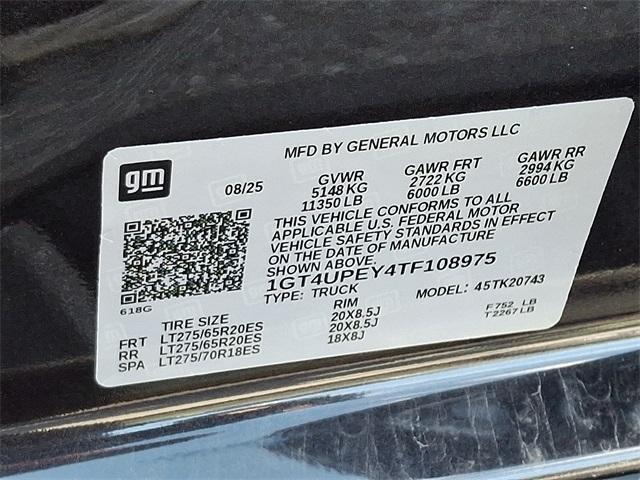 MFD BY GENERAL MOTORS LLC
gm
08/25
GVWR
5148 KG
11350 LB
GAWR FRT
2722 KG
6000 LB
GAWR RR
2994 KG
6600 LB
THIS VEHICLE CONFORMS TO ALL
APPLICABLE U.S. FEDERAL MOTOR
VEHICLE SAFETY STANDARDS IN EFFECT
ON THE DATE OF MANUFACTURE
SHOWN ABOVE.
1GT4UPEY4TF108975
TYPE: TRUCK
MODEL: 45TK20743
618G
TIRE SIZE RIM
FRT LT275/65R20ES 20X8.5J
RR LT275/65R20ES 20X8.5J
SPA LT275/70R18ES 18X8J
F752 LB
T2267 LB